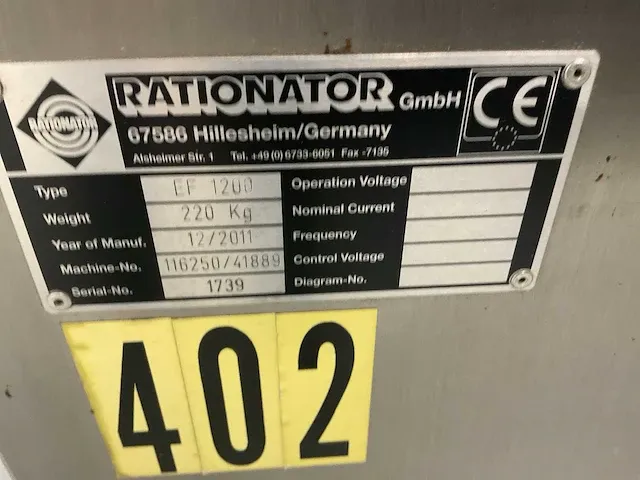 RATIONATOR
RATIONATOR GmbH
CE
67586 Hillesheim/Germany
Alsheimer Str. 1 Tel. +49 (0) 6733-6051 Fax -7135
Type EF 1200 Operation Voltage
Weight 220 Kg Nominal Current
Year of Manuf. 12/2011 Frequency
Machine-No. 116250/41889 Control Voltage
Serial-No. 1739 Diagram-No.
402